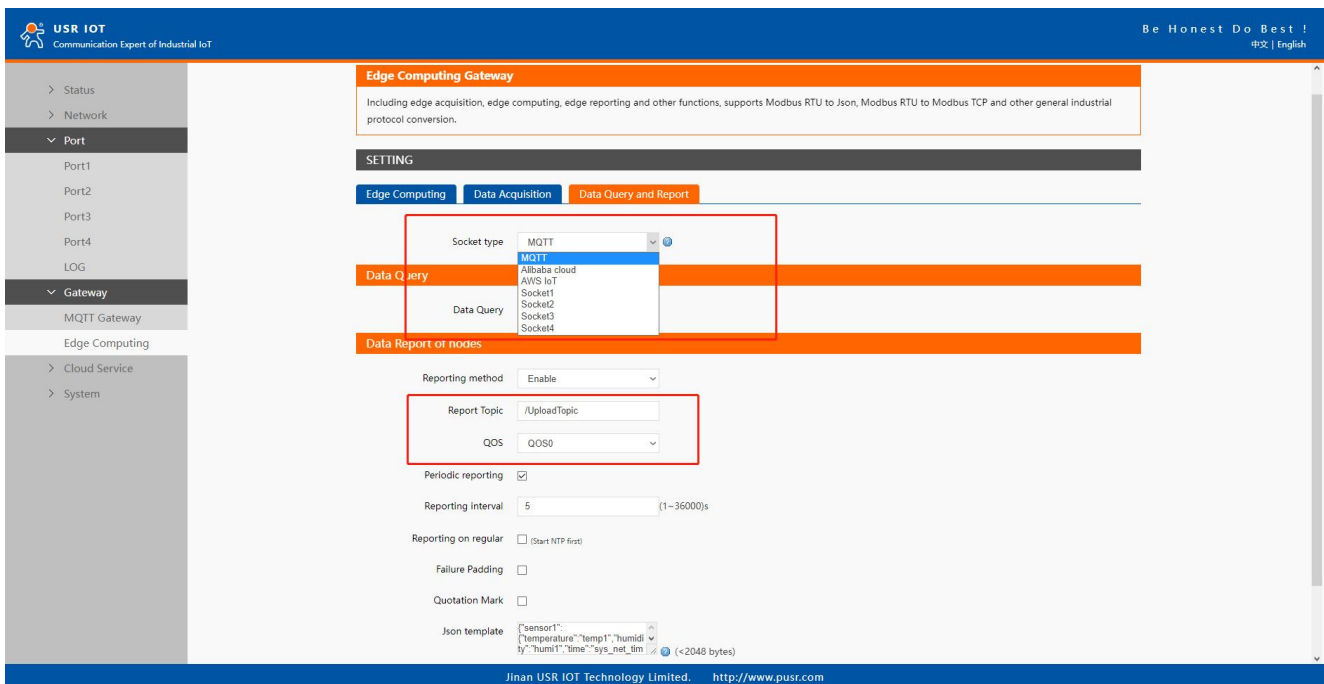 USR IOT
Communication Expert of Industrial IoT
Be Honest Do Best !
中文 | English
Status
Network
Port
Port1
Port2
Port3
Port4
LOG
Gateway
MQTT Gateway
Edge Computing
Cloud Service
System
Edge Computing Gateway
Including edge acquisition, edge computing, edge reporting and other functions, supports Modbus RTU to Json, Modbus RTU to Modbus TCP and other general industrial
protocol conversion.
SETTING
Edge Computing Data Acquisition Data Query and Report
Socket type MQTT
MQTT
Alibaba cloud
AWS IoT
Socket1
Socket2
Socket3
Socket4
Data Query
Data Query
Data Report of nodes
Reporting method Enable
Report Topic /UploadTopic
QOS QOS0
Periodic reporting
Reporting interval 5 (1~36000)s
Reporting on regular (Start NTP first)
Failure Padding
Quotation Mark
Json template {"sensor1":
{"temperature":"temp1","humidi
ty":"humi1","time":"sys_net_tim (<2048 bytes)
Jinan USR IOT Technology Limited. http://www.pusr.com